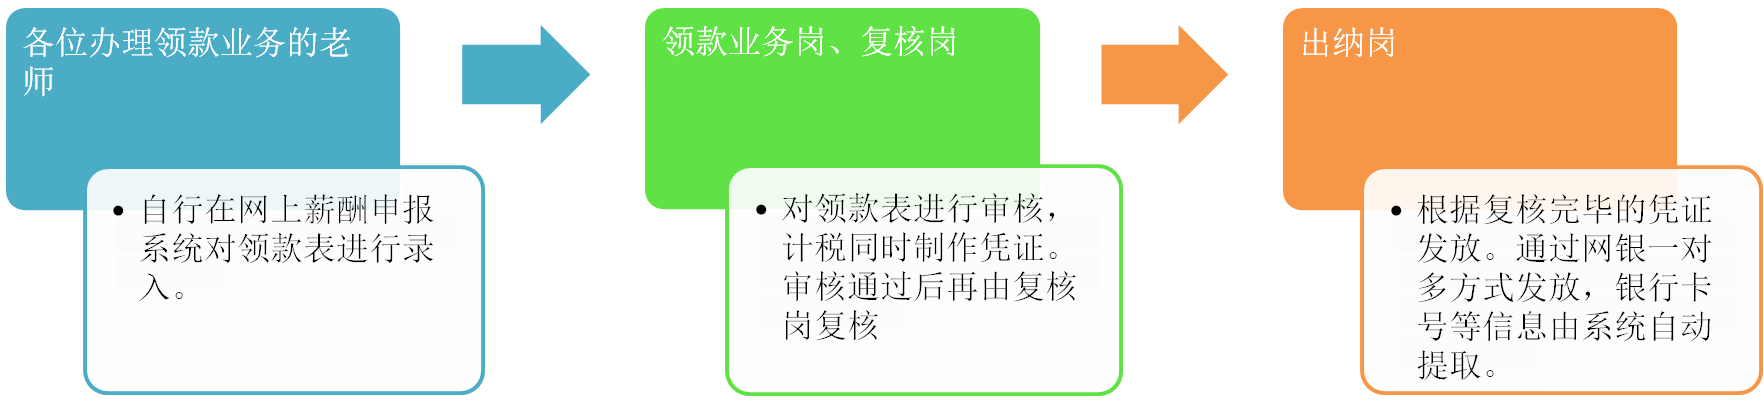 各位办理领款业务的老
师
自行在网上薪酬申报
系统对领款表进行录
入。
领款业务岗、复核岗
对领款表进行审核，
计税同时制作凭证。
审核通过后再由复核
岗复核
出纳岗
根据复核完毕的凭证
发放。通过网银一对
多方式发放，银行卡
号等信息由系统自动
提取。